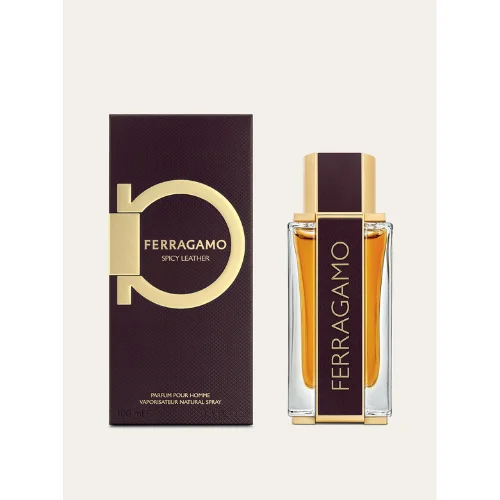 FERRAGAMO
SPICY LEATHER
PARFUM POUR HOMME
VAPORISATEUR NATURAL SPRAY
100 ml
FERRAGAMO